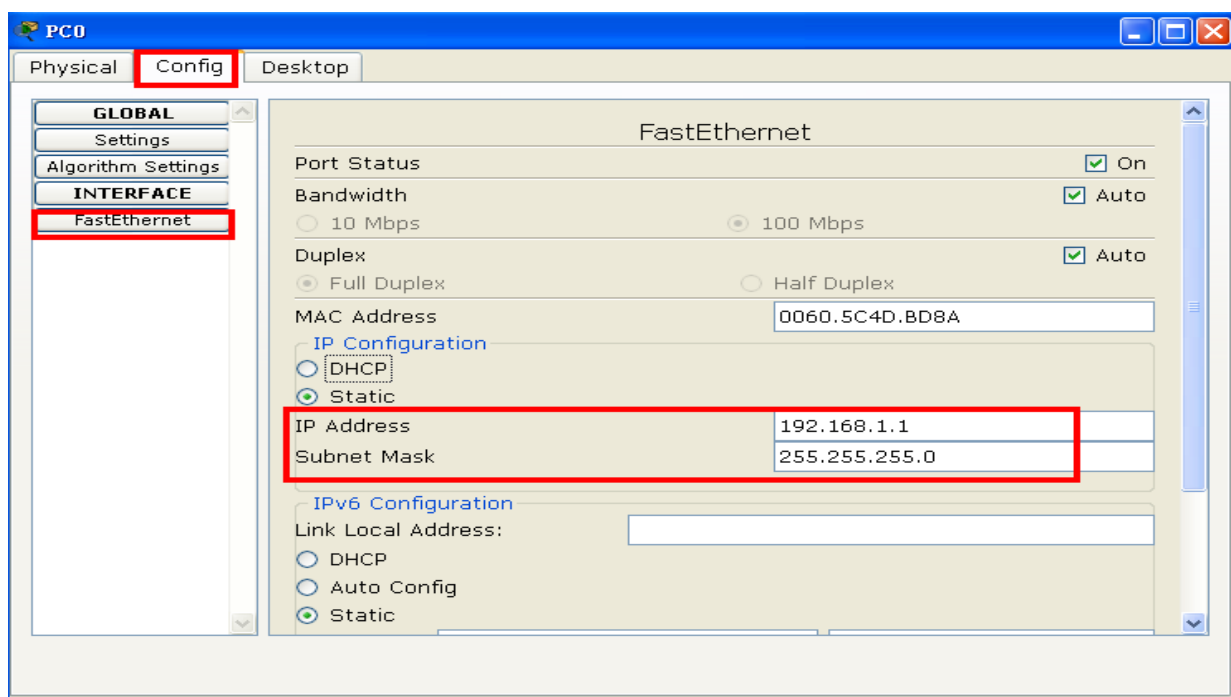 PC0
Physical Config Desktop
GLOBAL
Settings
Algorithm Settings
INTERFACE
FastEthernet
FastEthernet
Port Status On
Bandwidth Auto
10 Mbps 100 Mbps
Duplex Auto
Full Duplex Half Duplex
MAC Address 0060.5C4D.BD8A
IP Configuration
DHCP
Static
IP Address 192.168.1.1
Subnet Mask 255.255.255.0
IPv6 Configuration
Link Local Address:
DHCP
Auto Config
Static